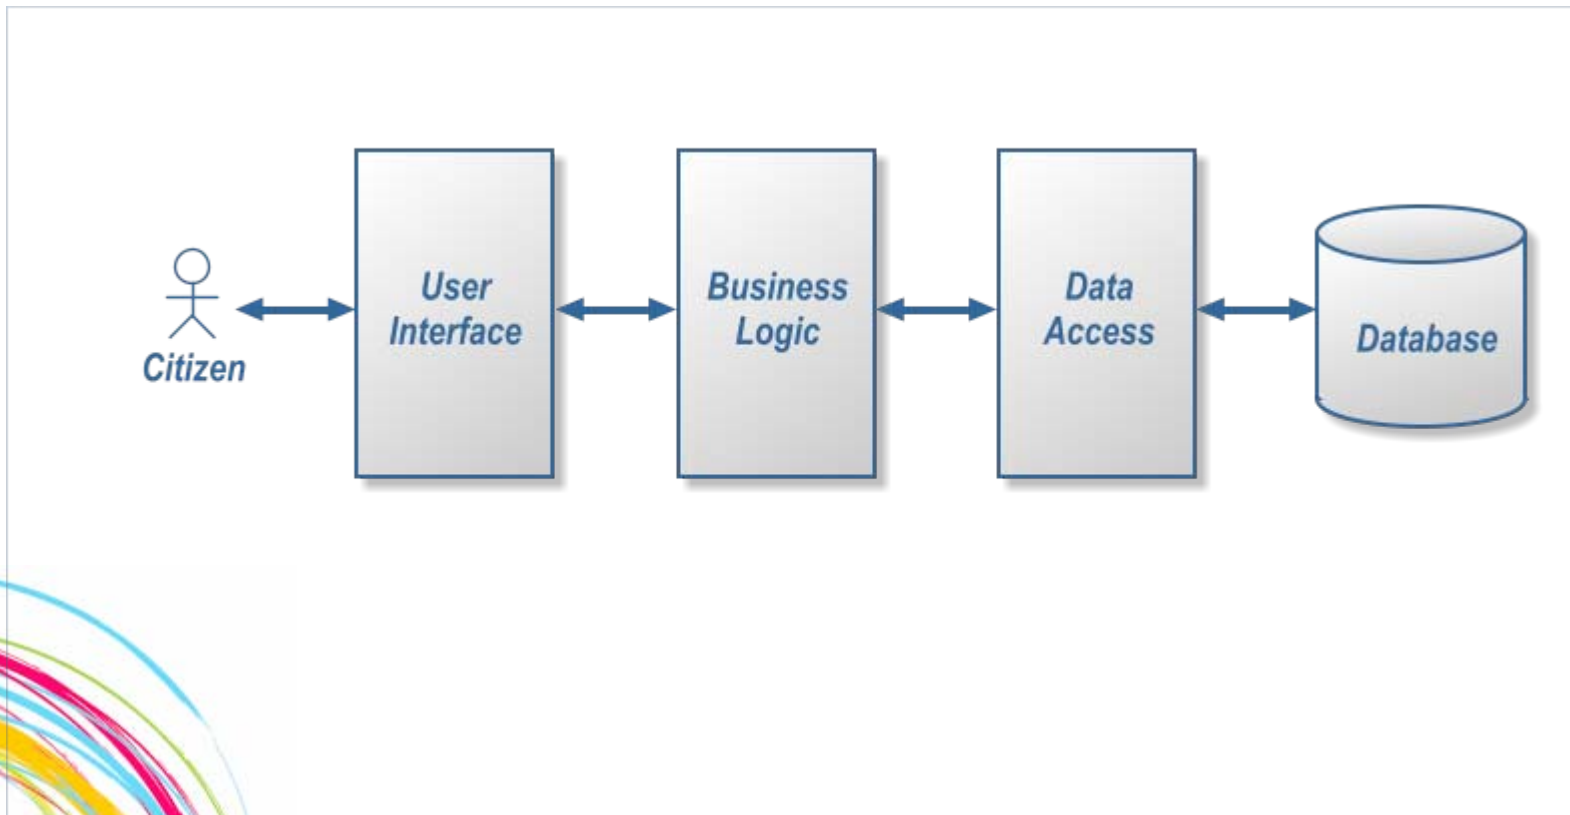 Citizen
User
Interface
Business
Logic
Data
Access
Database